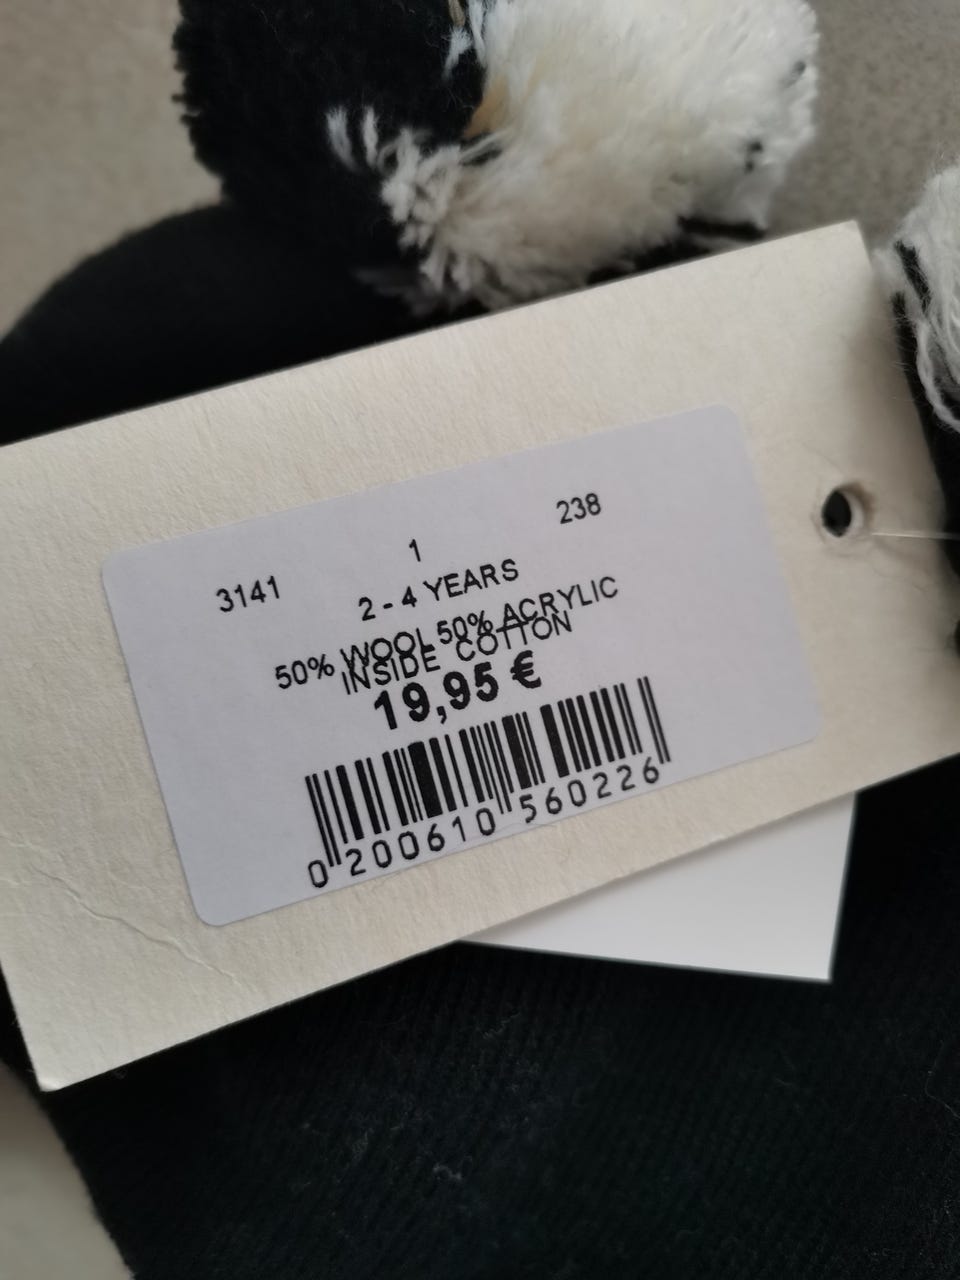 3141 1 238
2 - 4 YEARS
50% WOOL 50% ACRYLIC
INSIDE COTTON
19,95 €
0 200610 560226